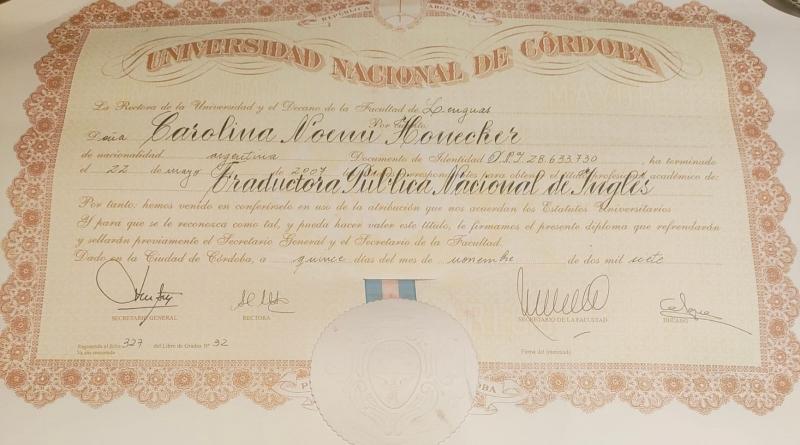 REPÚBLICA ARGENTINA
UNIVERSIDAD NACIONAL DE CÓRDOBA
La Rectora de la Universidad y el Decano de la Facultad de Lenguas
Por cuanto
Doña Carolina Noemí Honecker
de nacionalidad argentina Documento de Identidad D.N.I. 28.633.730, ha terminado
el 22 de mayo de 2007 los estudios correspondientes para obtener el título profesional académico de:
Traductora Pública Nacional de Inglés
Por tanto: hemos venido en conferírselo en uso de la atribución que nos acuerdan los Estatutos Universitarios
Y para que se le reconozca como tal, y pueda hacer valer este título, le firmamos el presente diploma que refrendarán
y sellarán previamente el Secretario General y el Secretario de la Facultad.
Dado en la Ciudad de Córdoba, a quince días del mes de noviembre de dos mil siete
SECRETARIO GENERAL
RECTORA
SECRETARIO DE LA FACULTAD
DECANO
Registrado al folio 327 del Libro de Grados Nº 92
Firma del interesado